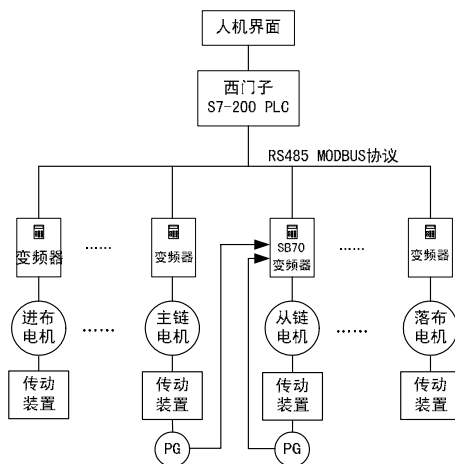 人机界面
西门子
S7-200 PLC
RS485 MODBUS协议
变频器
......
变频器
SB70
变频器
......
变频器
进布
电机
......
主链
电机
从链
电机
......
落布
电机
传动
装置
传动
装置
传动
装置
传动
装置
PG
PG